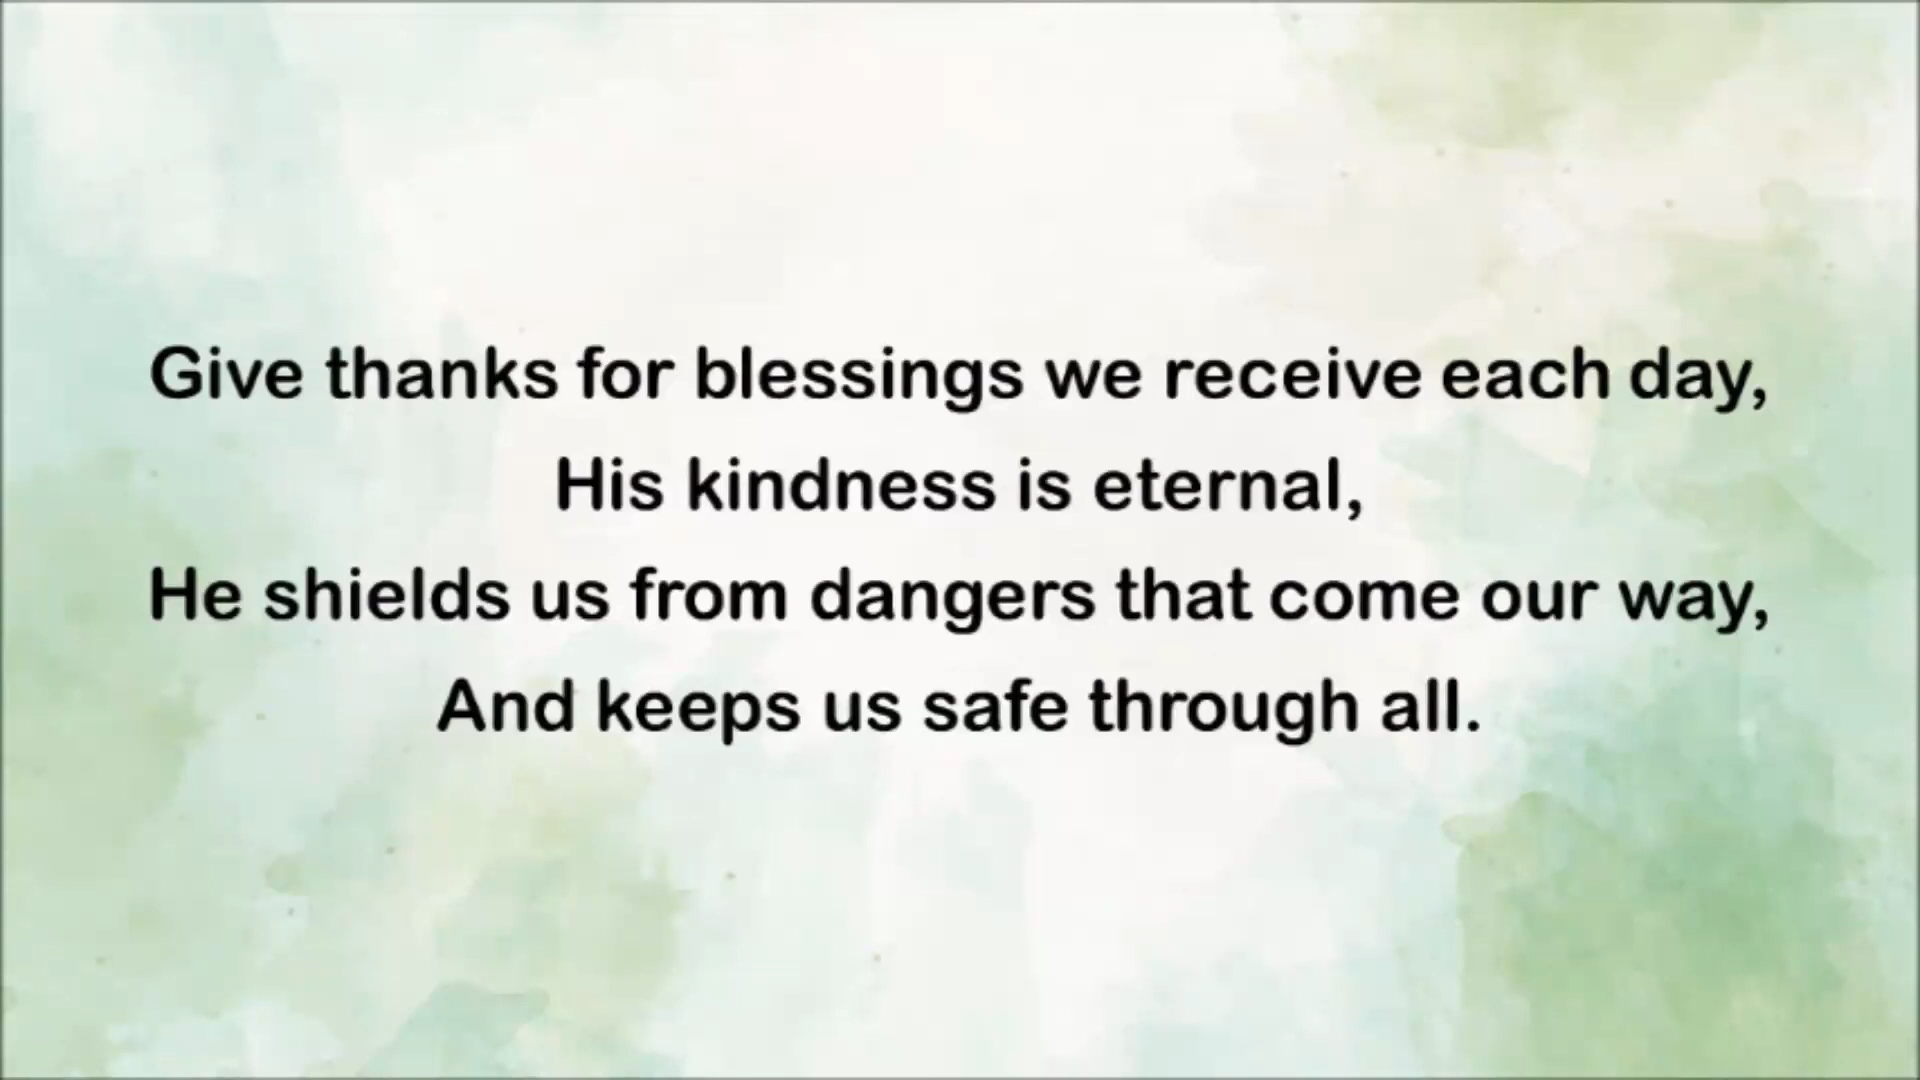 Give thanks for blessings we receive each day,
His kindness is eternal,
He shields us from dangers that come our way,
And keeps us safe through all.